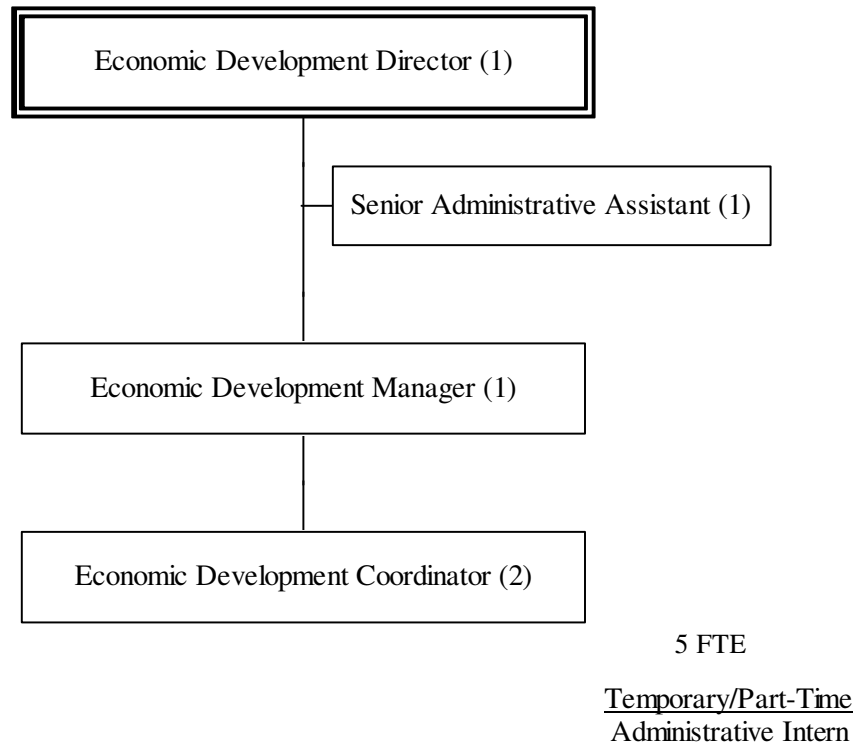 Economic Development Director (1)
Senior Administrative Assistant (1)
Economic Development Manager (1)
Economic Development Coordinator (2)
5 FTE
Temporary/Part-Time
Administrative Intern